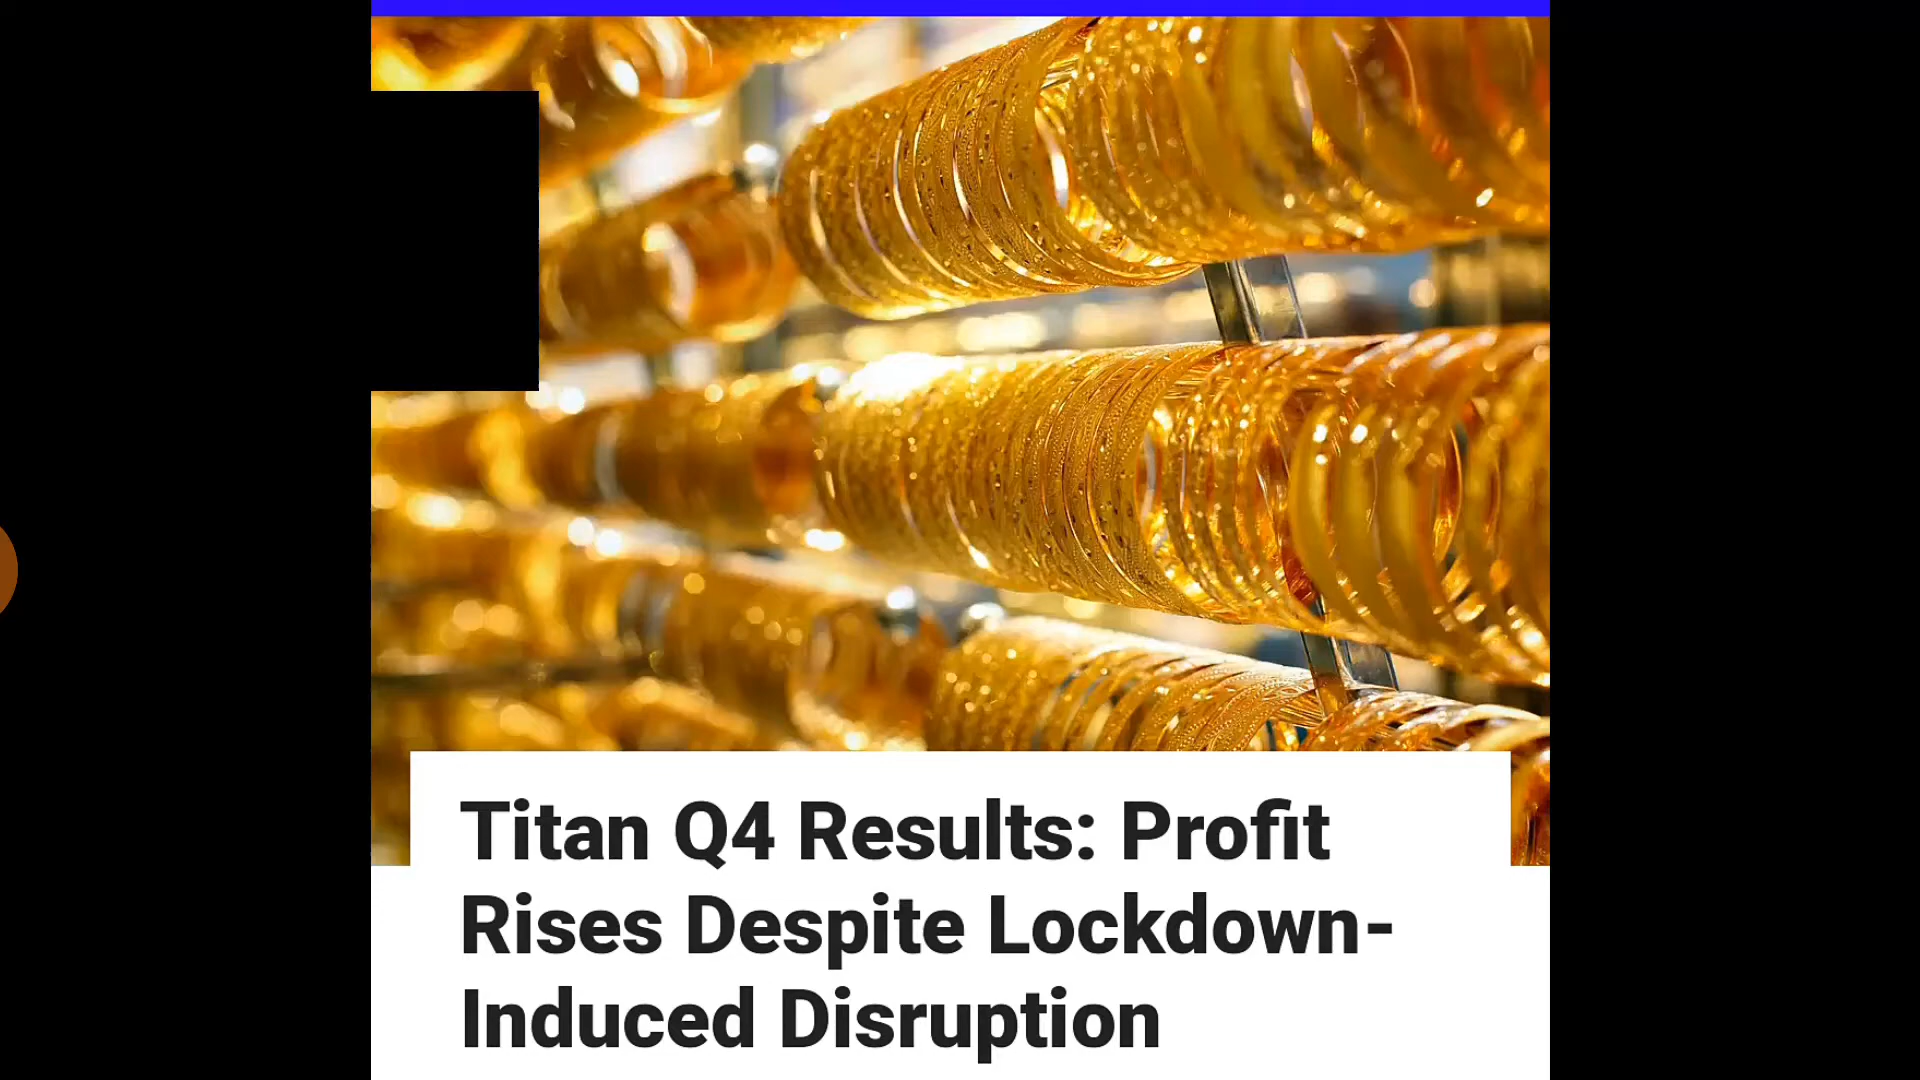 Titan Q4 Results: Profit
Rises Despite Lockdown-
Induced Disruption